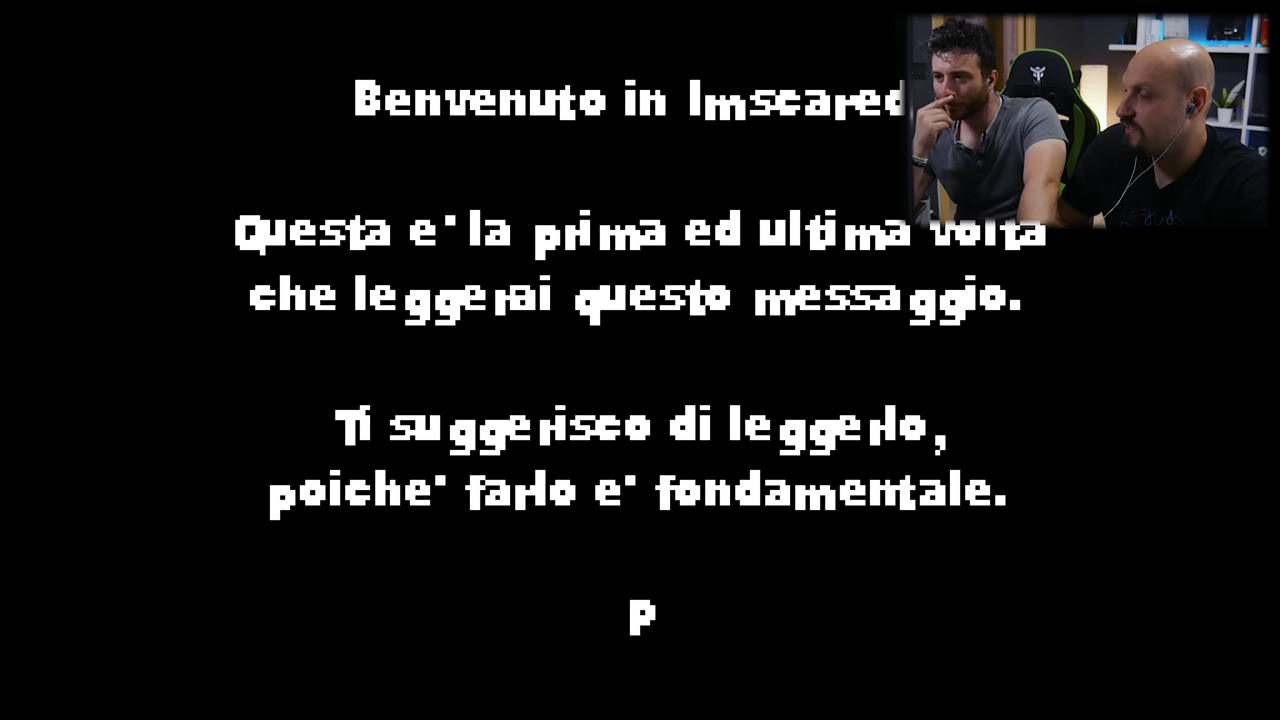 Benvenuto in Imscared
Questa e' la prima ed ultima volta
che leggerai questo messaggio.
Ti suggerisco di leggerlo,
poiche' farlo e' fondamentale.
P